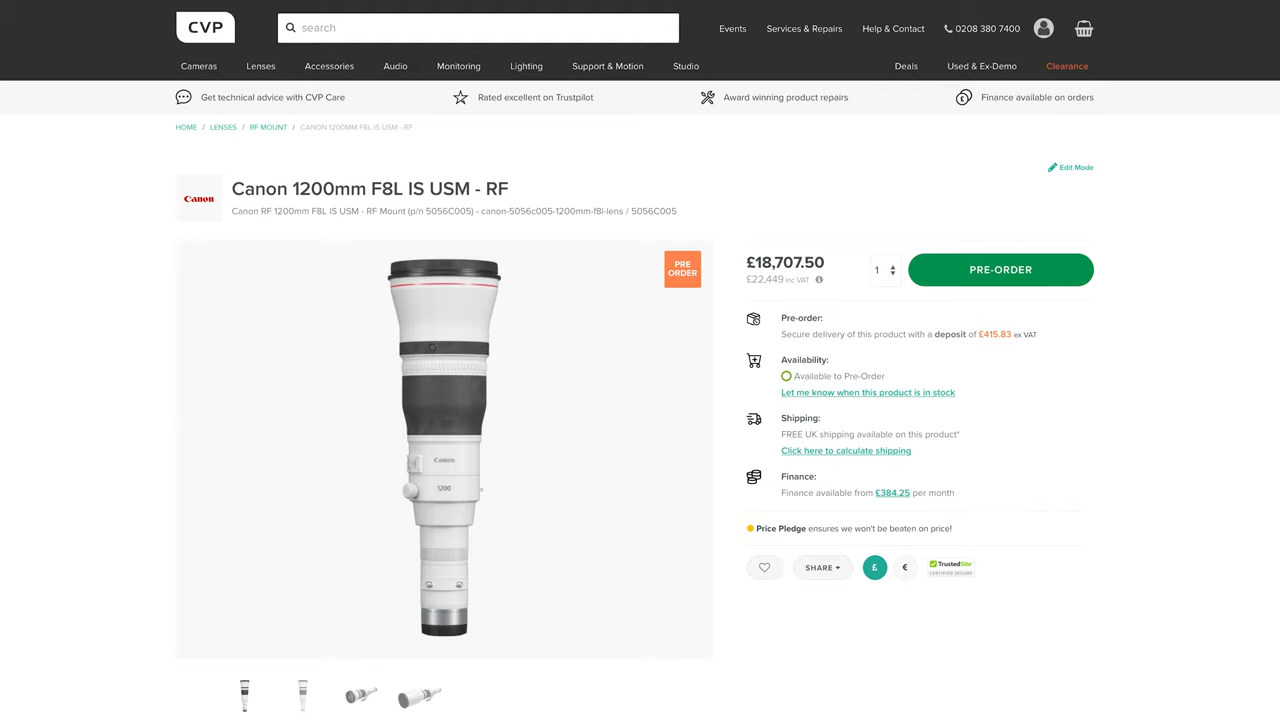 CVP
search
Events
Services & Repairs
Help & Contact
0208 380 7400
Cameras
Lenses
Accessories
Audio
Monitoring
Lighting
Support & Motion
Studio
Deals
Used & Ex-Demo
Clearance
Get technical advice with CVP Care
Rated excellent on Trustpilot
Award winning product repairs
Finance available on orders
HOME / LENSES / RF MOUNT / CANON 1200MM F8L IS USM - RF
Edit Mode
Canon
Canon 1200mm F8L IS USM - RF
Canon RF 1200mm F8L IS USM - RF Mount (p/n 5056C005) - canon-5056c005-1200mm-f8l-lens / 5056C005
PRE
ORDER
Canon
1200
£18,707.50
£22,449 inc VAT
1
PRE-ORDER
Pre-order:
Secure delivery of this product with a deposit of £415.83 ex VAT
Availability:
Available to Pre-Order
Let me know when this product is in stock
Shipping:
FREE UK shipping available on this product*
Click here to calculate shipping
Finance:
Finance available from £384.25 per month
Price Pledge ensures we won't be beaten on price!
SHARE
£
€
TrustedSite
CERTIFIED SECURE